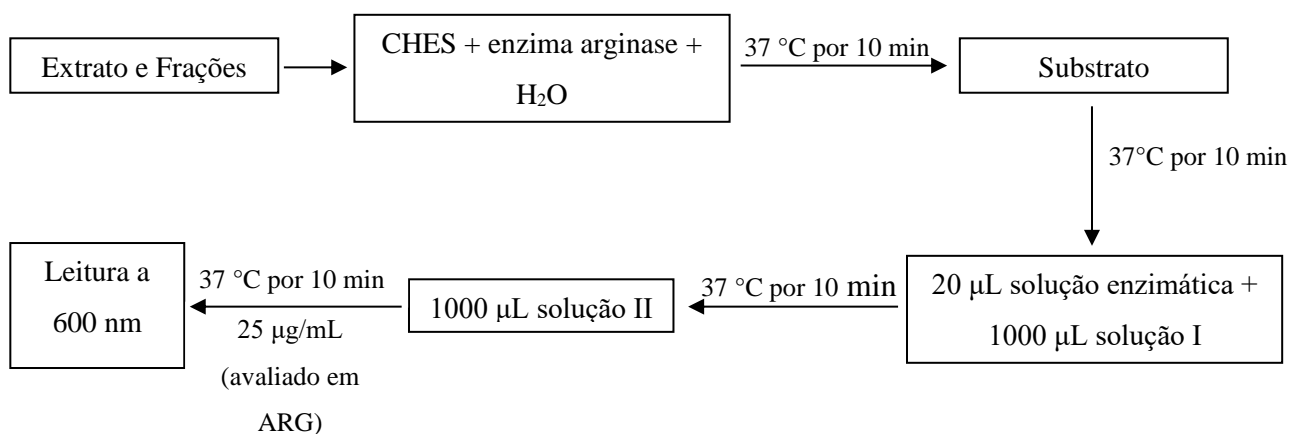 Extrato e Frações
CHES + enzima arginase +
H₂O
37 °C por 10 min
Substrato
37°C por 10 min
20 μL solução enzimática +
1000 μL solução I
37 °C por 10 min
1000 μL solução II
37 °C por 10 min
25 μg/mL
(avaliado em
ARG)
Leitura a
600 nm